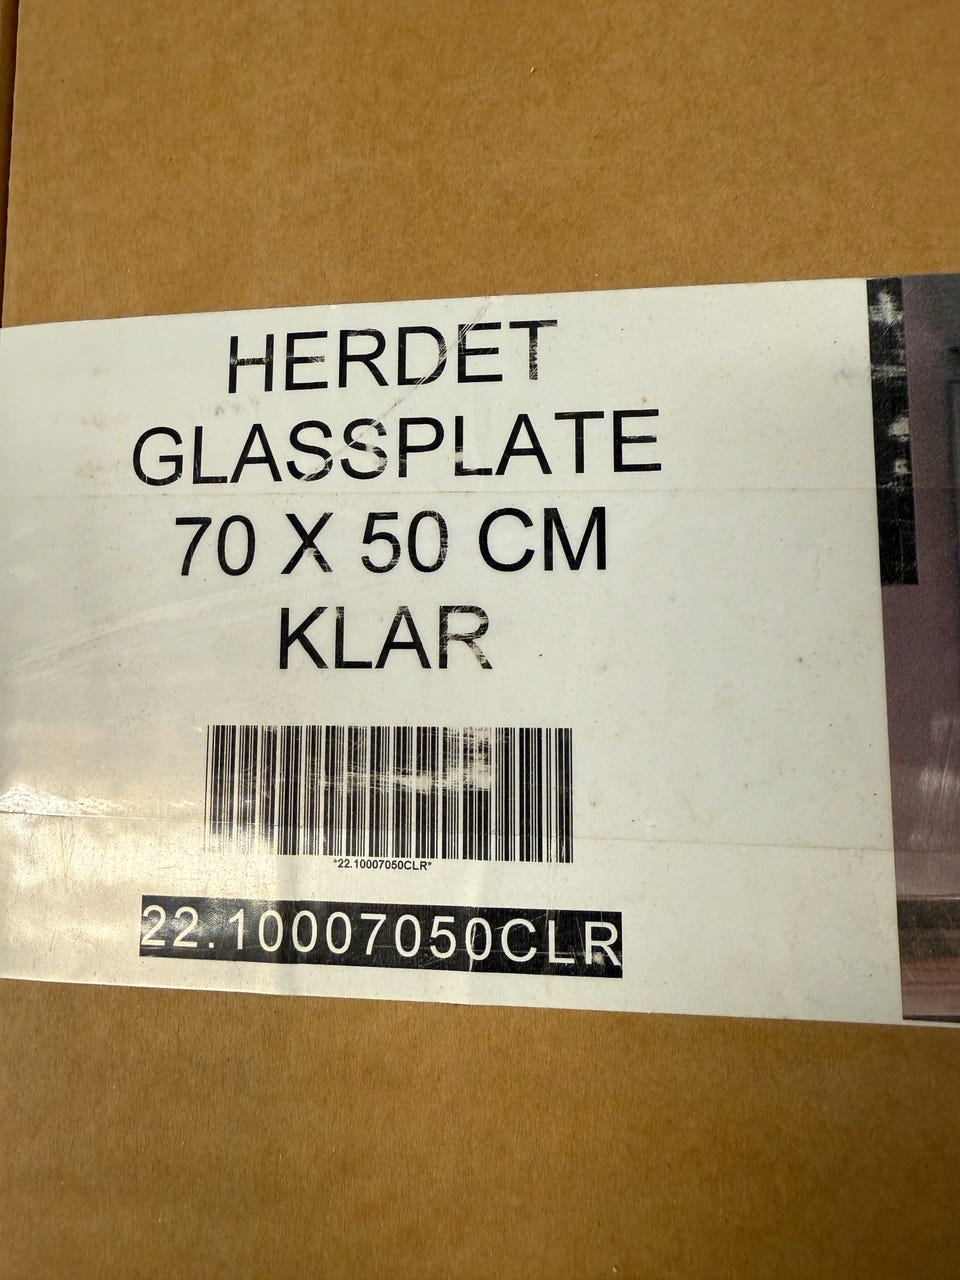 HERDET
GLASSPLATE
70 X 50 CM
KLAR
*22.10007050CLR*
22.10007050CLR